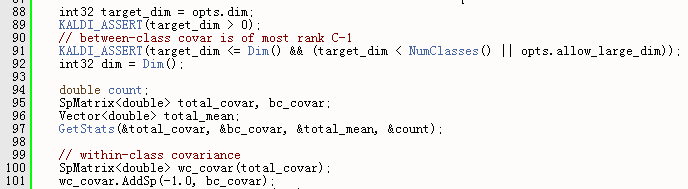 88 int32 target_dim = opts.dim;
89 KALDI_ASSERT(target_dim > 0);
90 // between-class covar is of most rank C-1
91 KALDI_ASSERT(target_dim <= Dim() && (target_dim < NumClasses() || opts.allow_large_dim));
92 int32 dim = Dim();
93
94 double count;
95 SpMatrix<double> total_covar, bc_covar;
96 Vector<double> total_mean;
97 GetStats(&total_covar, &bc_covar, &total_mean, &count);
98
99 // within-class covariance
100 SpMatrix<double> wc_covar(total_covar);
101 wc_covar.AddSp(-1.0, bc_covar);